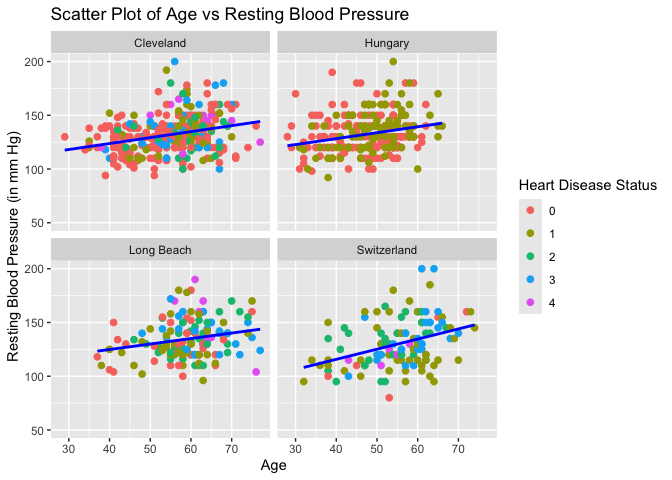 Scatter Plot of Age vs Resting Blood Pressure
Cleveland
Hungary
200
150
100
50
Long Beach
Switzerland
200
150
100
50
30 40 50 60 70
30 40 50 60 70
Age
Resting Blood Pressure (in mm Hg)
Heart Disease Status
0
1
2
3
4